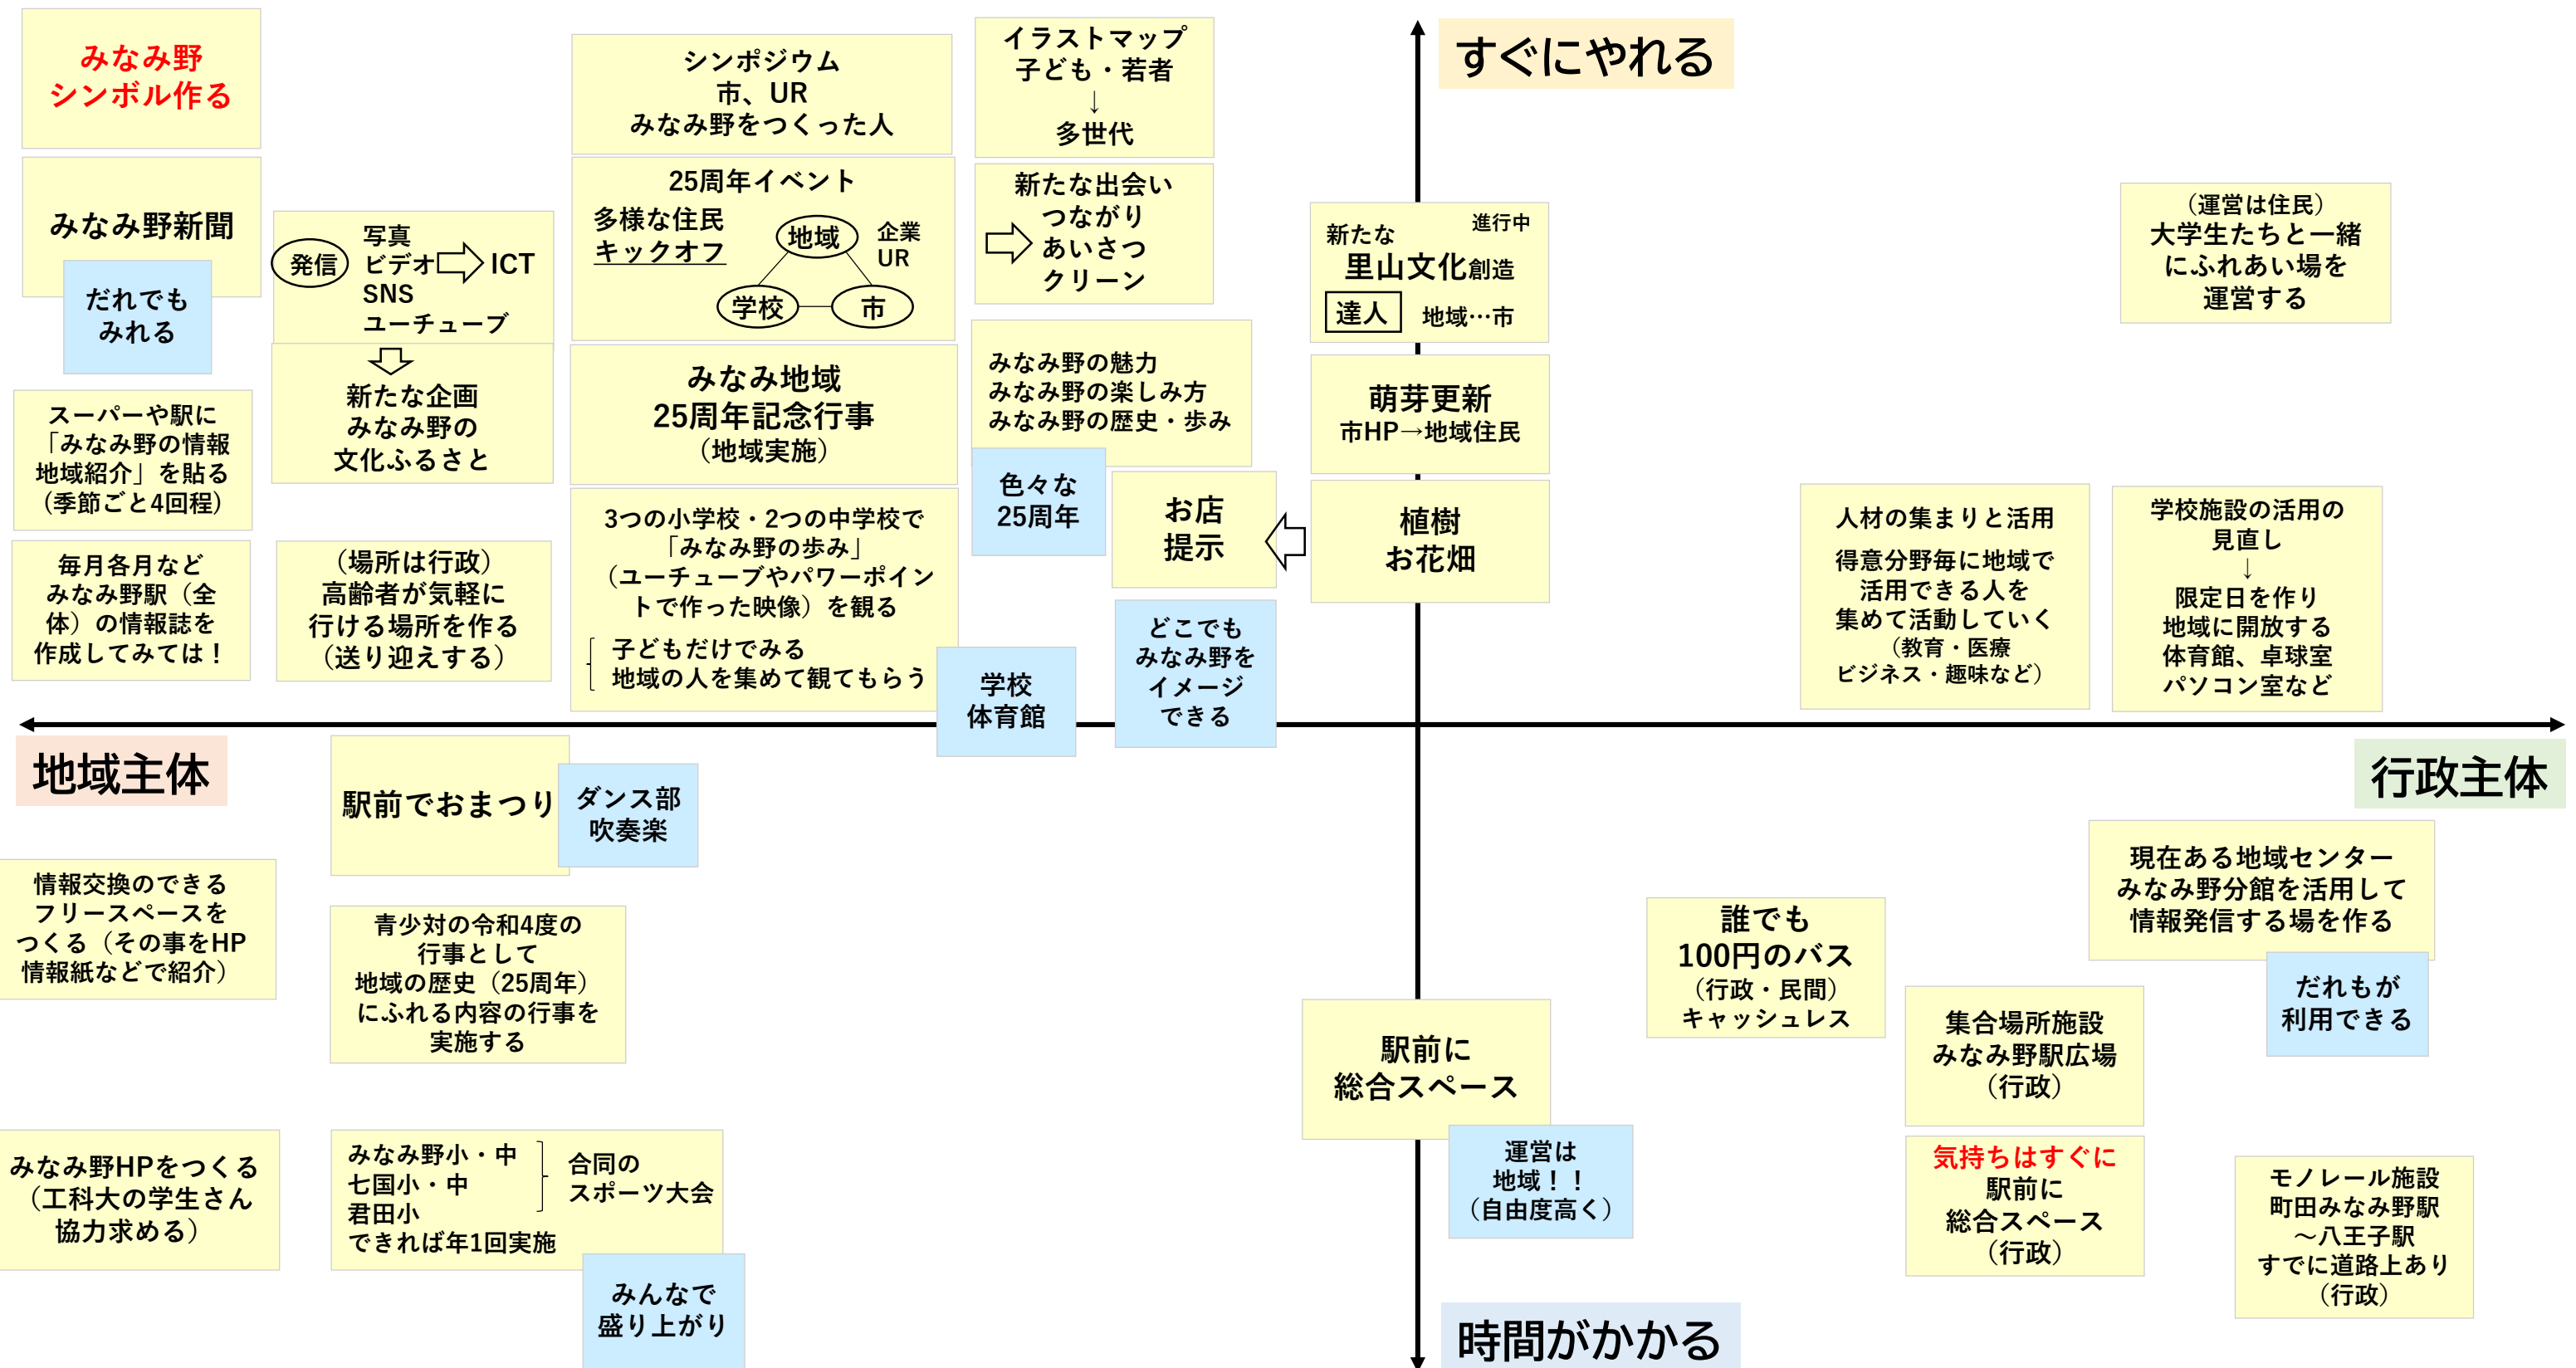 みなみ野
シンボル作る
みなみ野新聞
だれでも
みれる
スーパーや駅に
「みなみ野の情報
地域紹介」を貼る
（季節ごと4回程）
毎月各月など
みなみ野駅（全
体）の情報誌を
作成してみては！
発信
写真
ビデオ
SNS
ユーチューブ
ICT
新たな企画
みなみ野の
文化ふるさと
（場所は行政）
高齢者が気軽に
行ける場所を作る
（送り迎えする）
シンポジウム
市、UR
みなみ野をつくった人
25周年イベント
多様な住民
キックオフ
地域
学校
市
企業
UR
みなみ地域
25周年記念行事
（地域実施）
3つの小学校・2つの中学校で
「みなみ野の歩み」
（ユーチューブやパワーポイン
トで作った映像）を観る
子どもだけでみる
地域の人を集めて観てもらう
学校
体育館
イラストマップ
子ども・若者
↓
多世代
新たな出会い
つながり
あいさつ
クリーン
みなみ野の魅力
みなみ野の楽しみ方
みなみ野の歴史・歩み
色々な
25周年
お店
提示
どこでも
みなみ野を
イメージ
できる
すぐにやれる
進行中
新たな
里山文化創造
達人 地域…市
萌芽更新
市HP→地域住民
植樹
お花畑
（運営は住民）
大学生たちと一緒
にふれあい場を
運営する
人材の集まりと活用
得意分野毎に地域で
活用できる人を
集めて活動していく
（教育・医療
ビジネス・趣味など）
学校施設の活用の
見直し
↓
限定日を作り
地域に開放する
体育館、卓球室
パソコン室など
地域主体
行政主体
駅前でおまつり
ダンス部
吹奏楽
情報交換のできる
フリースペースを
つくる（その事をHP
情報紙などで紹介）
青少対の令和4度の
行事として
地域の歴史（25周年）
にふれる内容の行事を
実施する
みなみ野HPをつくる
（工科大の学生さん
協力求める）
みなみ野小・中
七国小・中
君田小
できれば年1回実施
合同の
スポーツ大会
みんなで
盛り上がり
駅前に
総合スペース
運営は
地域！！
（自由度高く）
誰でも
100円のバス
（行政・民間）
キャッシュレス
現在ある地域センター
みなみ野分館を活用して
情報発信する場を作る
だれもが
利用できる
集合場所施設
みなみ野駅広場
（行政）
気持ちはすぐに
駅前に
総合スペース
（行政）
モノレール施設
町田みなみ野駅
～八王子駅
すでに道路上あり
（行政）
時間がかかる